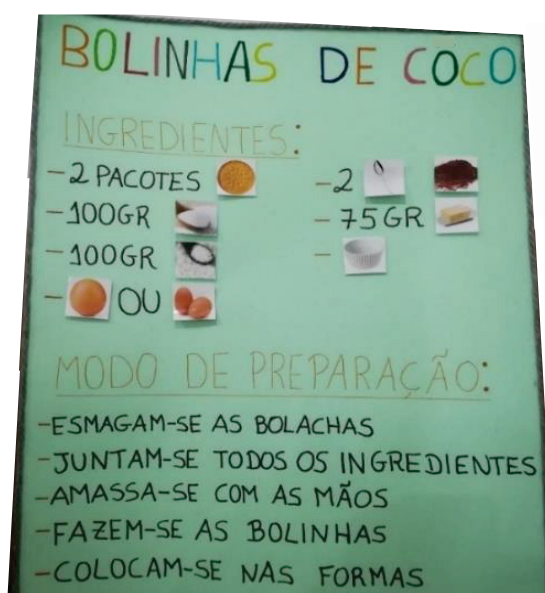 BOLINHAS DE COCO
INGREDIENTES:
-2 PACOTES
-100GR
-100GR
- OU
-2
- 75GR
-
MODO DE PREPARAÇÃO:
-ESMAGAM-SE AS BOLACHAS
-JUNTAM-SE TODOS OS INGREDIENTES
-AMASSA-SE COM AS MÃOS
-FAZEM-SE AS BOLINHAS
-COLOCAM-SE NAS FORMAS